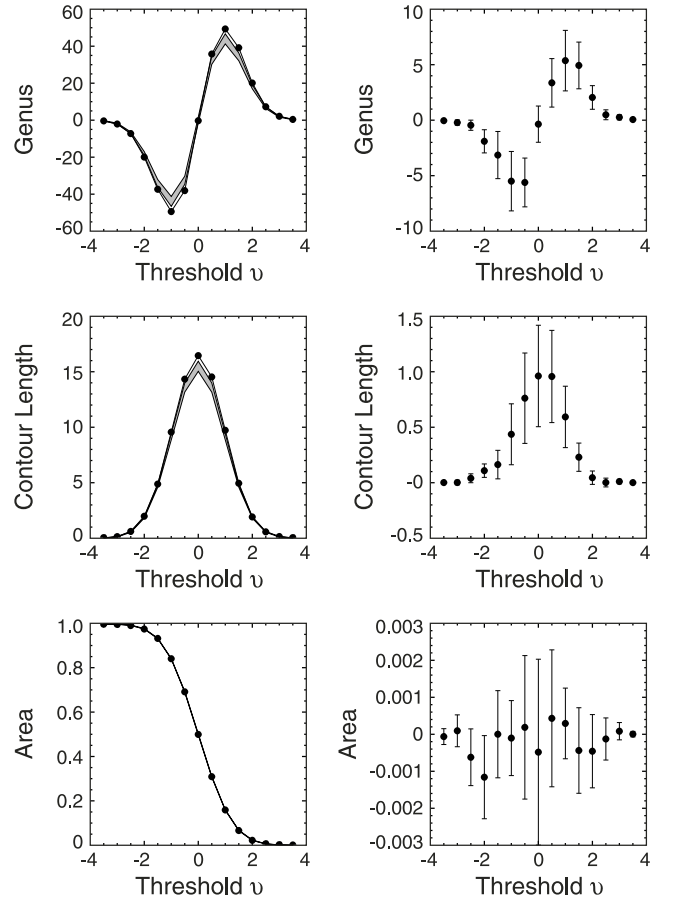 60
40
20
0
-20
-40
-60
Genus
-4 -2 0 2 4
Threshold υ
10
5
0
-5
-10
Genus
-4 -2 0 2 4
Threshold υ
20
15
10
5
0
Contour Length
-4 -2 0 2 4
Threshold υ
1.5
1.0
0.5
-0
-0.5
Contour Length
-4 -2 0 2 4
Threshold υ
1.0
0.8
0.6
0.4
0.2
0
Area
-4 -2 0 2 4
Threshold υ
0.003
0.002
0.001
0
-0.001
-0.002
-0.003
Area
-4 -2 0 2 4
Threshold υ